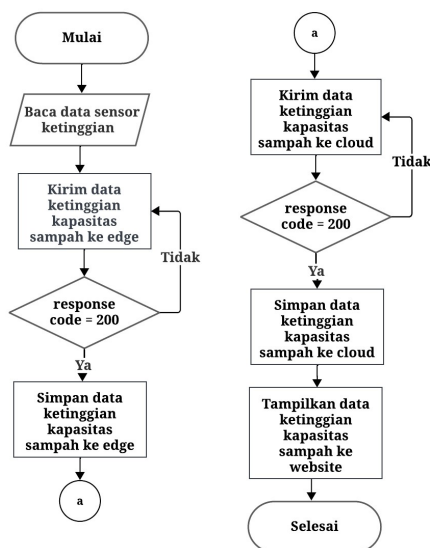 Mulai
Baca data sensor
ketinggian
Kirim data
ketinggian
kapasitas
sampah ke edge
Tidak
response
code = 200
Ya
Simpan data
ketinggian
kapasitas
sampah ke edge
a
a
Kirim data
ketinggian
kapasitas
sampah ke cloud
Tidak
response
code = 200
Ya
Simpan data
ketinggian
kapasitas
sampah ke cloud
Tampilkan data
ketinggian
kapasitas
sampah ke
website
Selesai